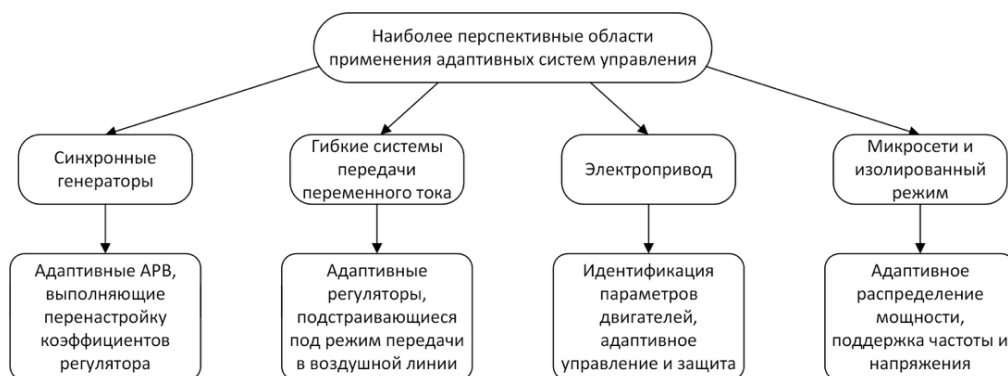 Наиболее перспективные области
применения адаптивных систем управления
Синхронные
генераторы
Гибкие системы
передачи
переменного тока
Электропривод
Микросети и
изолированный
режим
Адаптивные АРВ,
выполняющие
перенастройку
коэффициентов
регулятора
Адаптивные
регуляторы,
подстраивающиеся
под режим передачи
в воздушной линии
Идентификация
параметров
двигателей,
адаптивное
управление и защита
Адаптивное
распределение
мощности,
поддержка частоты и
напряжения